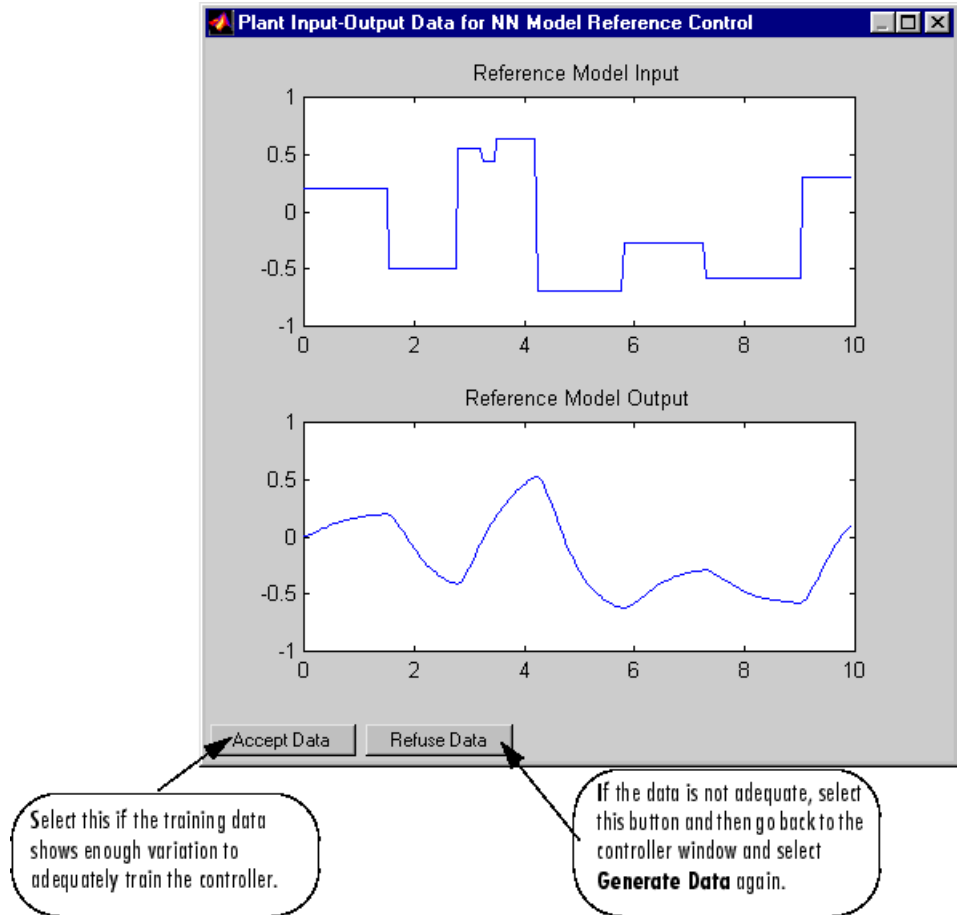 Plant Input-Output Data for NN Model Reference Control
Reference Model Input
1
0.5
0
-0.5
-1
0 2 4 6 8 10
Reference Model Output
1
0.5
0
-0.5
-1
0 2 4 6 8 10
Accept Data Refuse Data
Select this if the training data
shows enough variation to
adequately train the controller.
If the data is not adequate, select
this button and then go back to the
controller window and select
Generate Data again.